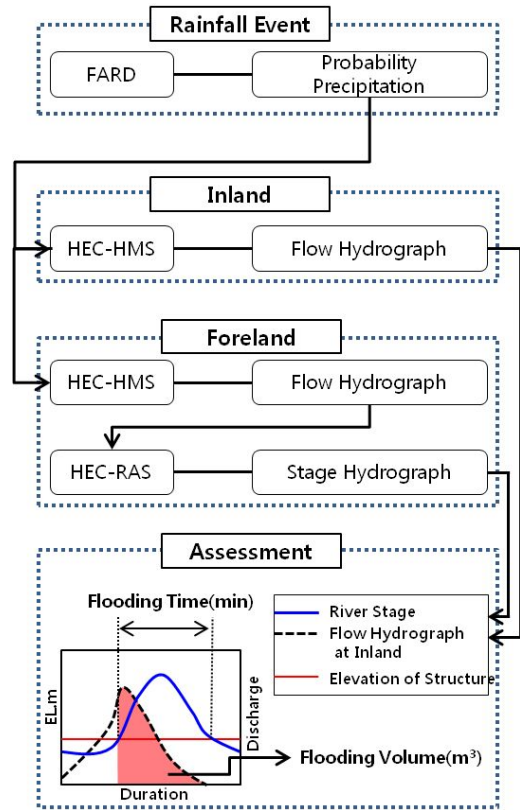 Rainfall Event
FARD
Probability
Precipitation
Inland
HEC-HMS
Flow Hydrograph
Foreland
HEC-HMS
Flow Hydrograph
HEC-RAS
Stage Hydrograph
Assessment
Flooding Time(min)
River Stage
Flow Hydrograph
at Inland
Elevation of Structure
EL.m
Discharge
Duration
Flooding Volume(m³)